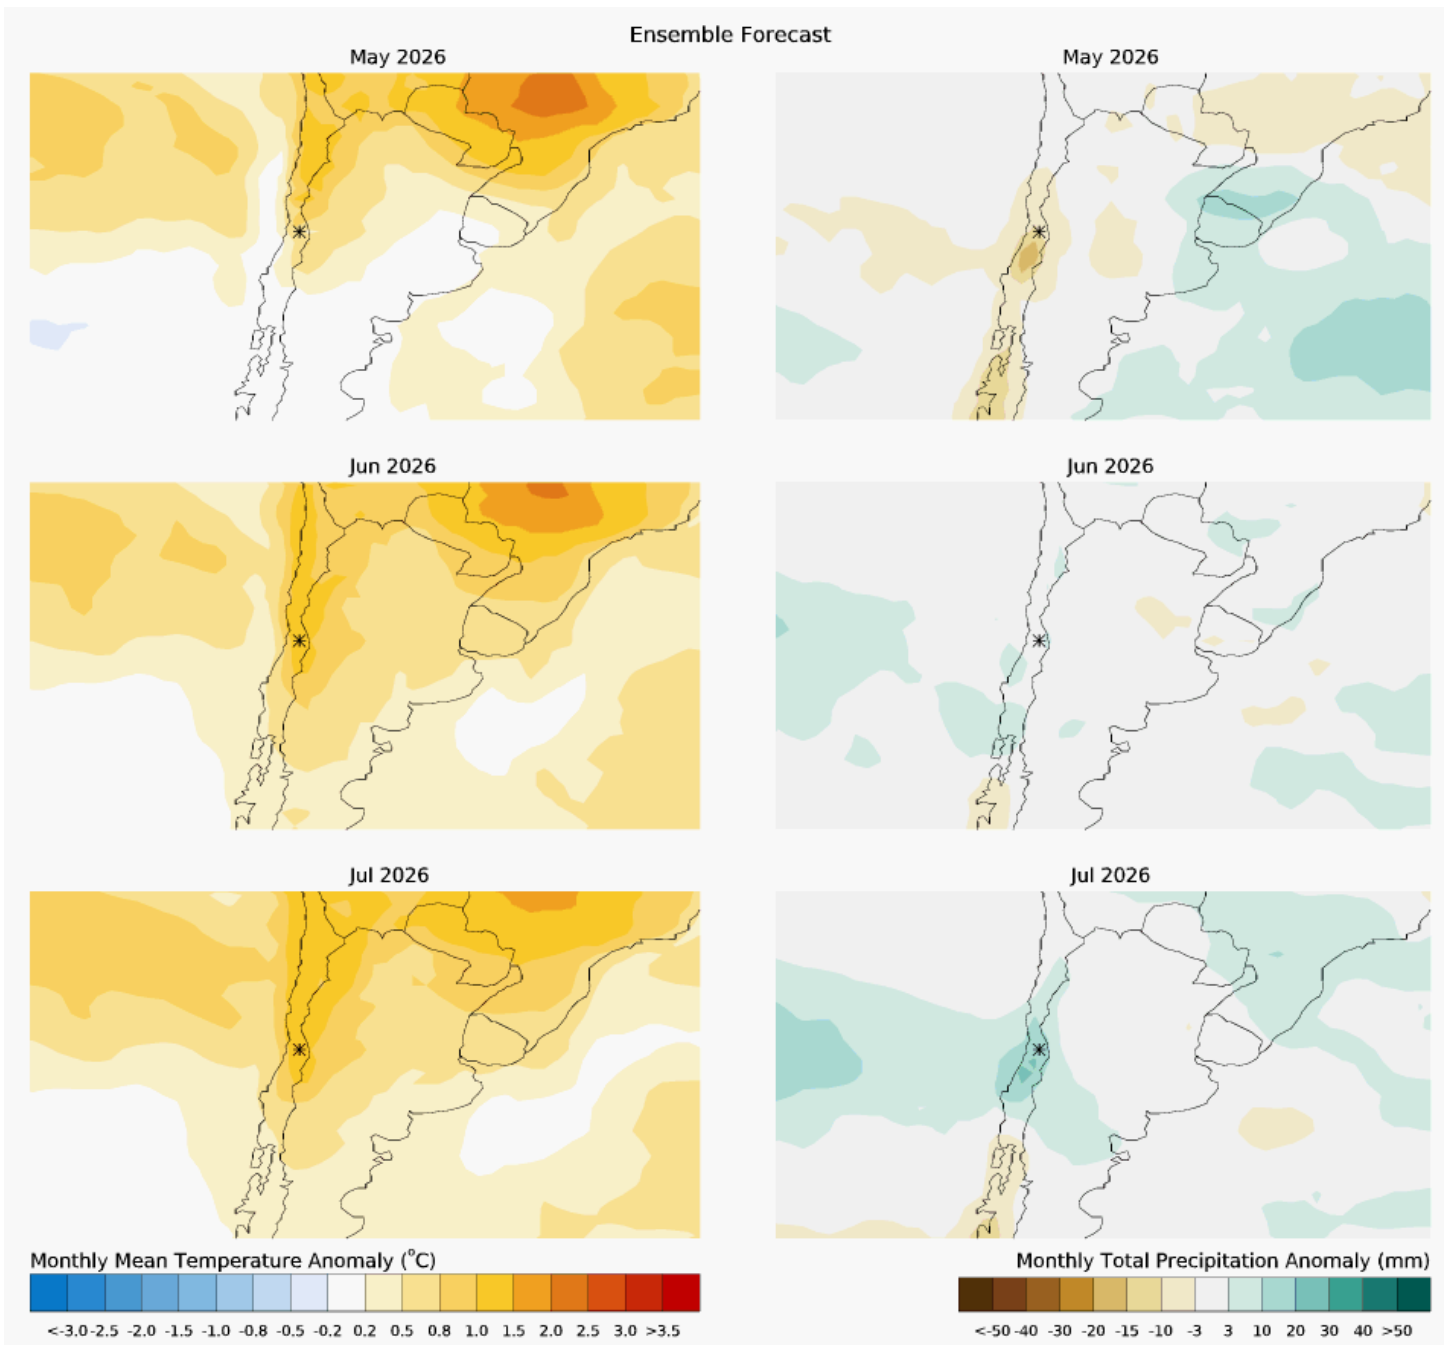 Ensemble Forecast
May 2026
May 2026
Jun 2026
Jun 2026
Jul 2026
Jul 2026
Monthly Mean Temperature Anomaly (°C)
<-3.0 -2.5 -2.0 -1.5 -1.0 -0.8 -0.5 -0.2 0.2 0.5 0.8 1.0 1.5 2.0 2.5 3.0 >3.5
Monthly Total Precipitation Anomaly (mm)
<-50 -40 -30 -20 -15 -10 -3 3 10 20 30 40 >50